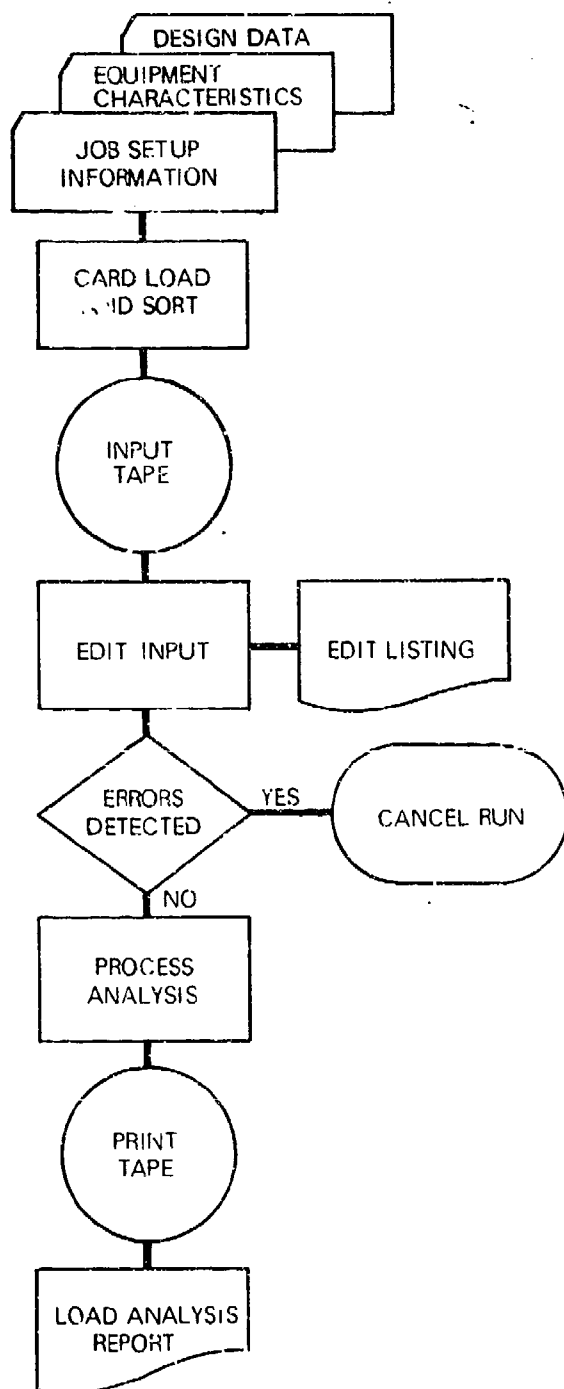 DESIGN DATA
EQUIPMENT
CHARACTERISTICS
JOB SETUP
INFORMATION
CARD LOAD
SORT
INPUT
TAPE
EDIT INPUT
EDIT LISTING
ERRORS
DETECTED
YES
CANCEL RUN
NO
PROCESS
ANALYSIS
PRINT
TAPE
LOAD ANALYSIS
REPORT